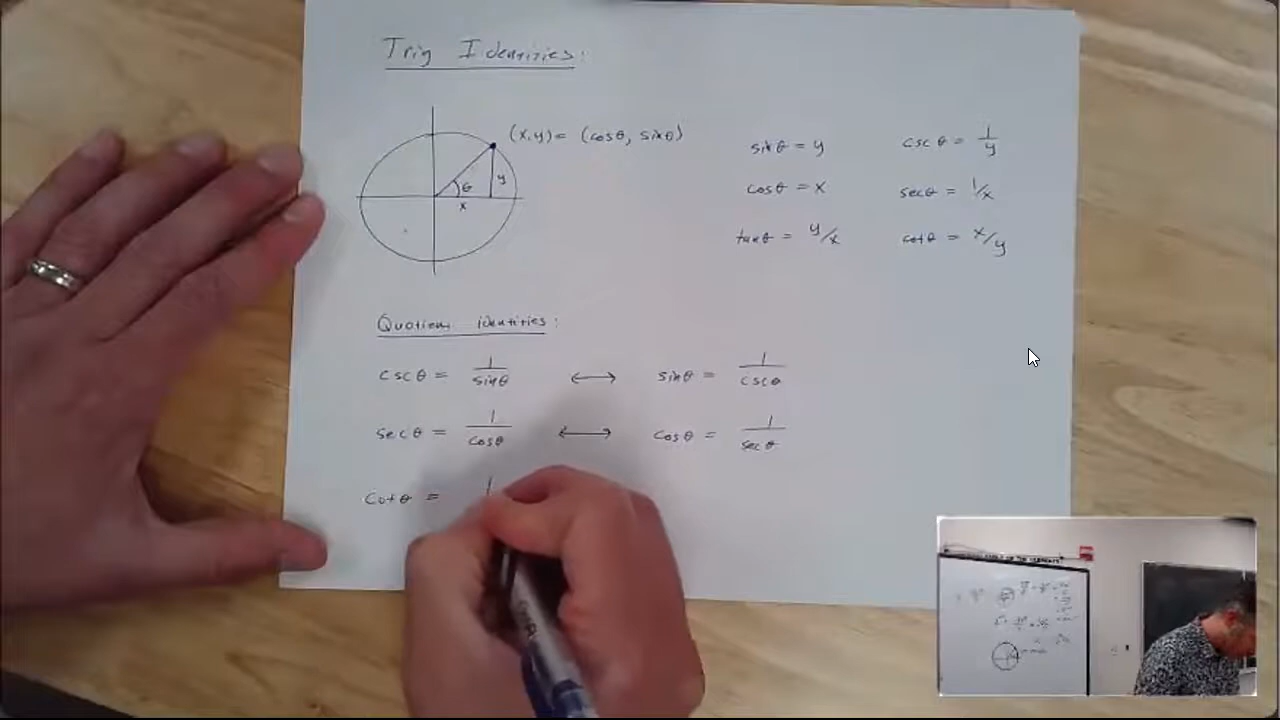 Trig Identities:
(x,y) = (cosθ, sinθ)
θ
y
x
sinθ = y
cscθ = 1/y
cosθ = x
secθ = 1/x
tanθ = y/x
cotθ = x/y
Quotient identities:
cscθ = 1/sinθ ↔ sinθ = 1/cscθ
secθ = 1/cosθ ↔ cosθ = 1/secθ
cotθ = 1